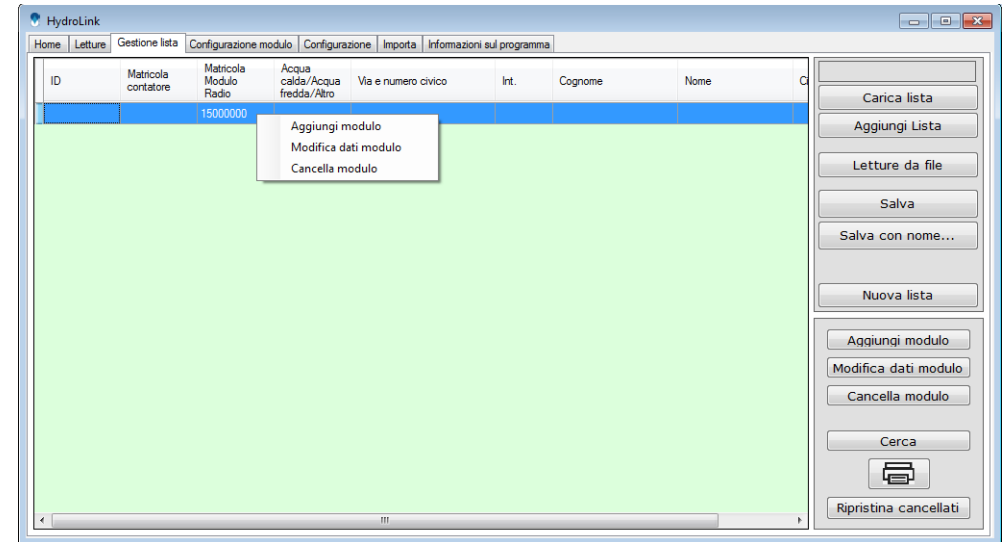 HydroLink
Home Letture Gestione lista Configurazione modulo Configurazione Importa Informazioni sul programma
ID
Matricola
contatore
Matricola
Modulo
Radio
Acqua
calda/Acqua
fredda/Altro
Via e numero civico
Int.
Cognome
Nome
Ci
15000000
Aggiungi modulo
Modifica dati modulo
Cancella modulo
Carica lista
Aggiungi Lista
Letture da file
Salva
Salva con nome...
Nuova lista
Aggiungi modulo
Modifica dati modulo
Cancella modulo
Cerca
Ripristina cancellati